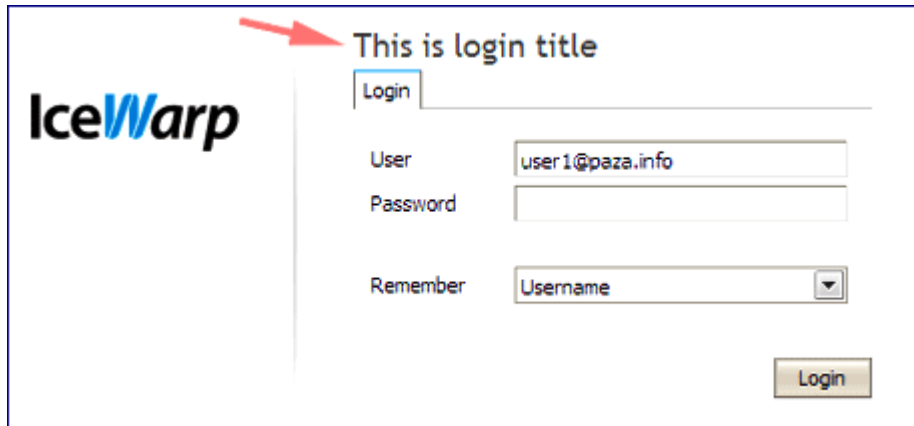 This is login title
Login
IceWarp
User user1@paza.info
Password
Remember Username
Login